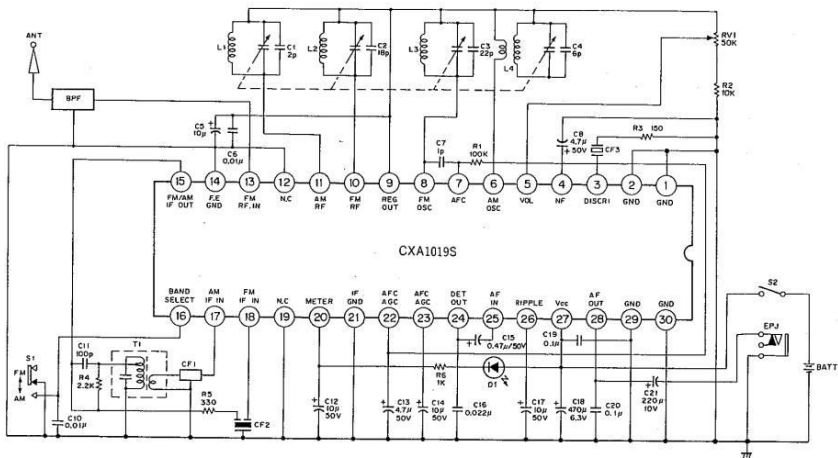 ANT
BPF
L1
C1
2p
L2
C2
18p
L3
C3
22p
L4
C4
6p
RV1
50K
R2
10K
C5
10μ
C6
0,01μ
C7
1p
R1
100K
C8
4,7μ
50V
R3 150
CF3
15
14
13
12
11
10
9
8
7
6
5
4
3
2
1
FM/AM
IF OUT
F.E
GND
FM
RF. IN
N.C
AM
RF
FM
RF
REG
OUT
FM
OSC
AFC
AM
OSC
VOL
NF
DISCRI
GND
GND
CXA1019S
BAND
SELECT
AM
IF IN
FM
IF IN
N.C
METER
IF
GND
AFC
AGC
AFC
AGC
DET
OUT
AF
IN
RIPPLE
Vcc
AF
OUT
GND
GND
16
17
18
19
20
21
22
23
24
25
26
27
28
29
30
S2
EPJ
BATT
C11
100p
T1
CF1
R4
2.2K
S1
FM
AM
C10
0,01μ
R5
330
CF2
C12
10μ
50V
C13
4,7μ
50V
C14
10μ
50V
C15
0.47μ/50V
C16
0,022μ
R6
1K
D1
C17
10μ
50V
C18
470μ
6.3V
C19
0.1μ
C20
0.1μ
C21
220μ
10V